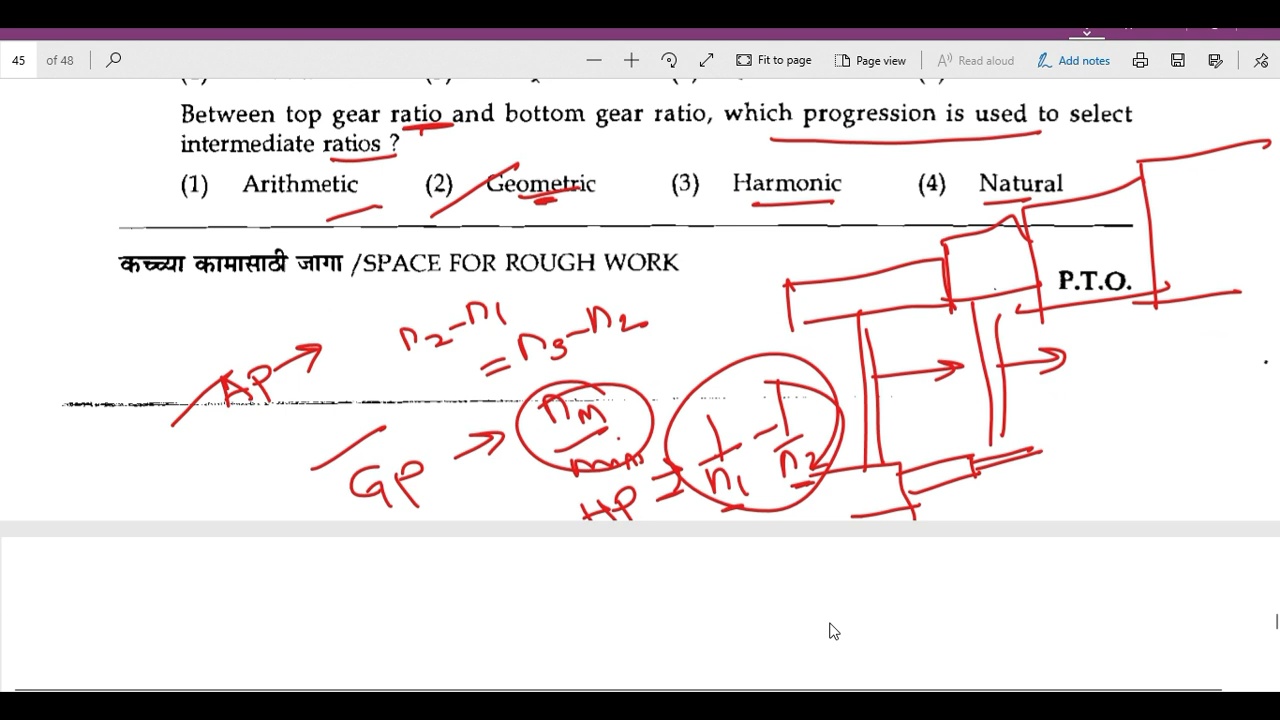 45 of 48 Fit to page Page view Read aloud Add notes
Between top gear ratio and bottom gear ratio, which progression is used to select
intermediate ratios ?
(1) Arithmetic (2) Geometric (3) Harmonic (4) Natural
कच्च्या कामासाठी जागा /SPACE FOR ROUGH WORK
P.T.O.
n2-n1
= n3-n2
AP →
GP →
HP
1/n1 - 1/n2